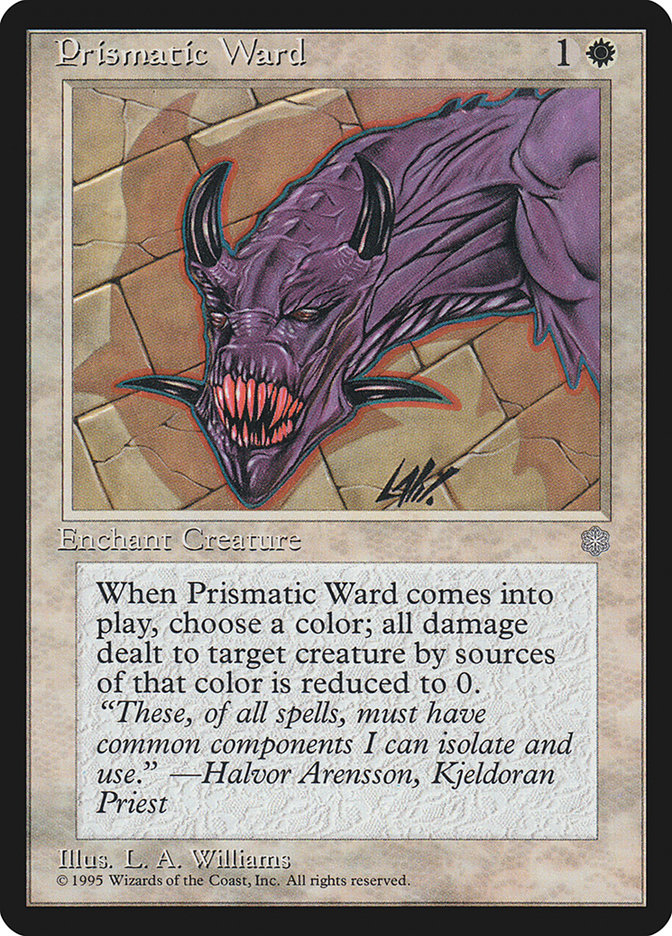 Prismatic Ward 1
Enchant Creature
When Prismatic Ward comes into
play, choose a color; all damage
dealt to target creature by sources
of that color is reduced to 0.
“These, of all spells, must have
common components I can isolate and
use.” —Halvor Arensson, Kjeldoran
Priest
Illus. L. A. Williams
© 1995 Wizards of the Coast, Inc. All rights reserved.